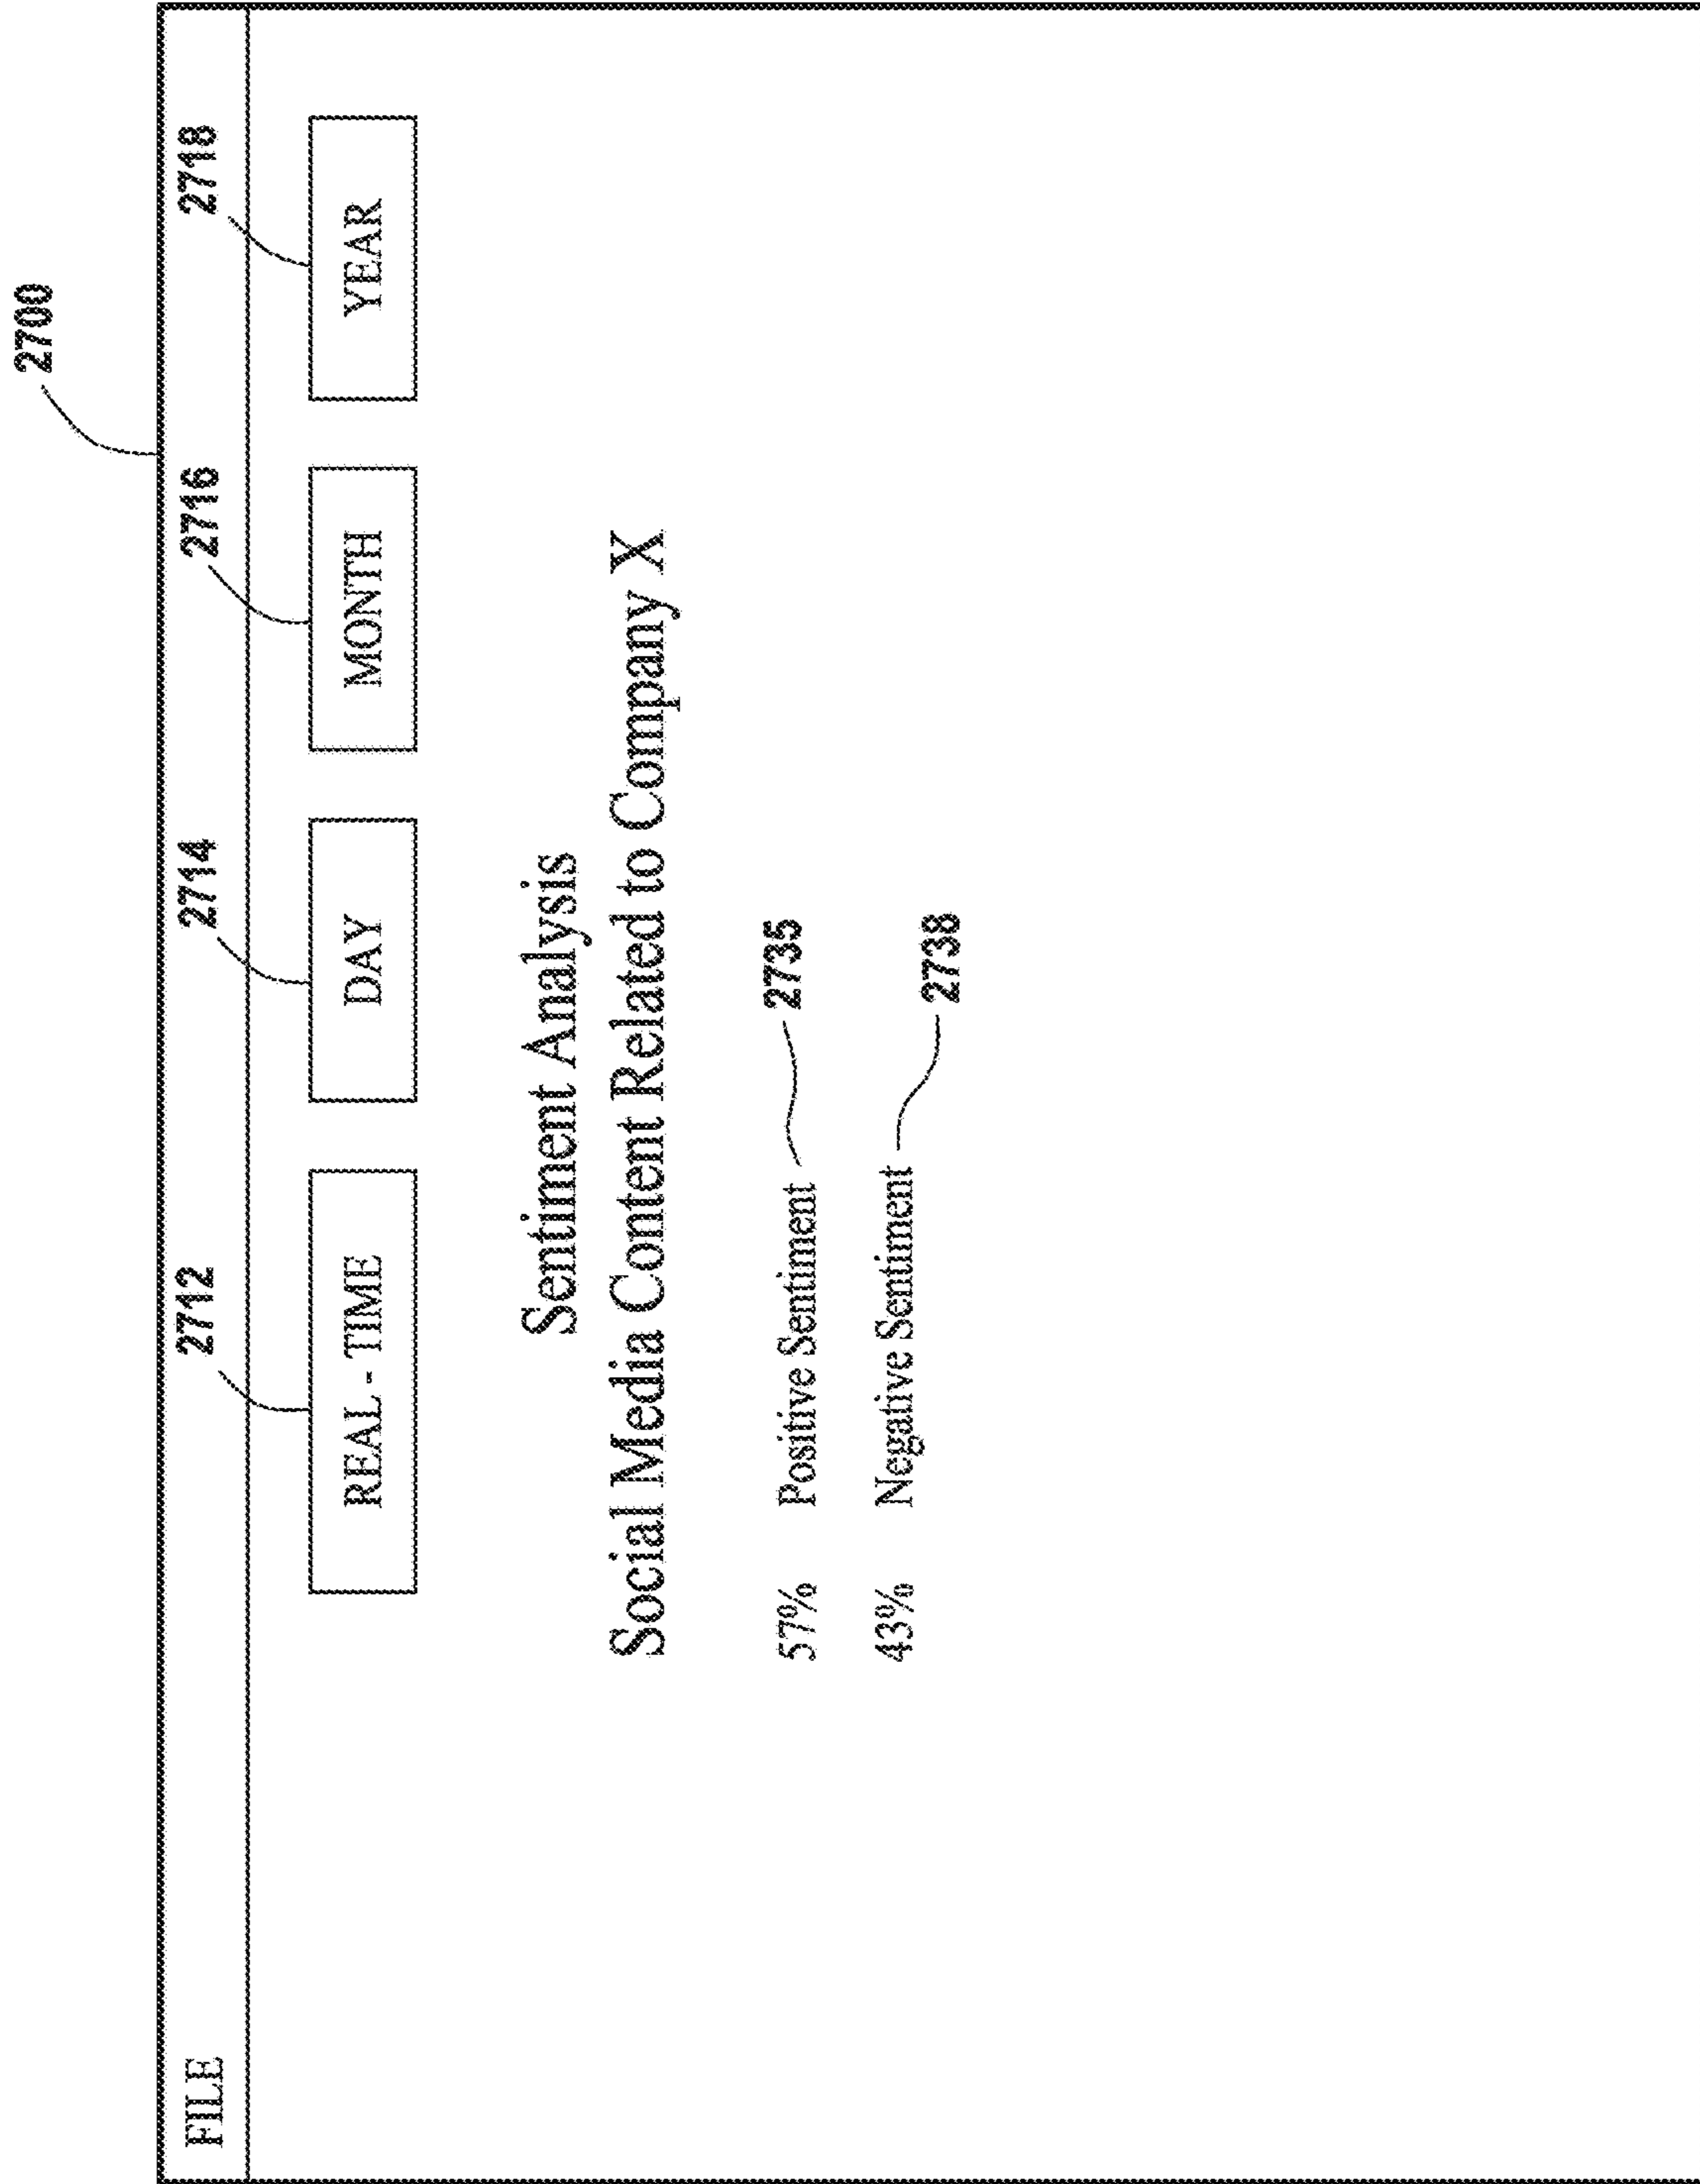 2700
FILE
2712 2714 2716 2718
REAL - TIME DAY MONTH YEAR
Sentiment Analysis
Social Media Content Related to Company X
57% Positive Sentiment 2735
43% Negative Sentiment 2738